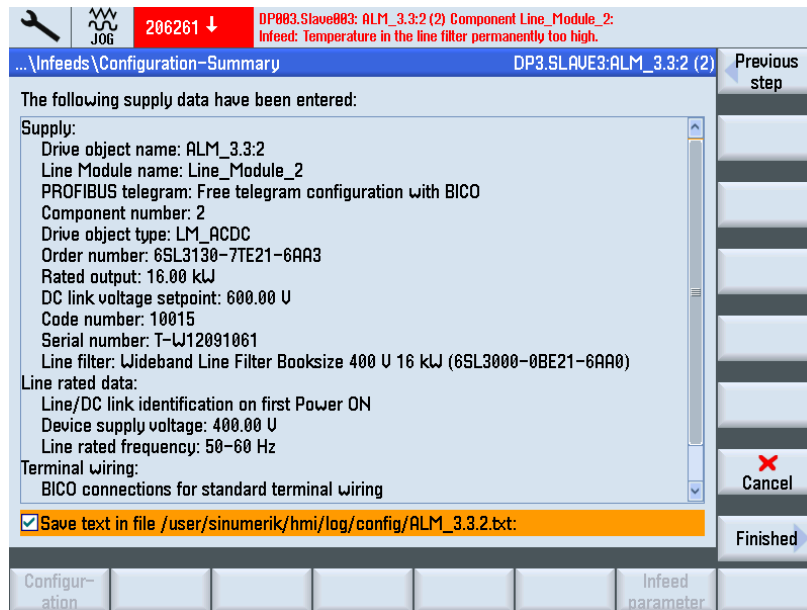 JOG
206261
DP003.Slave003: ALM_3.3:2 (2) Component Line_Module_2:
Infeed: Temperature in the line filter permanently too high.
...\Infeeds\Configuration-Summary
DP3.SLAVE3:ALM_3.3:2 (2)
Previous
step
The following supply data have been entered:
Supply:
Drive object name: ALM_3.3:2
Line Module name: Line_Module_2
PROFIBUS telegram: Free telegram configuration with BICO
Component number: 2
Drive object type: LM_ACDC
Order number: 6SL3130-7TE21-6AA3
Rated output: 16.00 kW
DC link voltage setpoint: 600.00 V
Code number: 10015
Serial number: T-W12091061
Line filter: Wideband Line Filter Booksize 400 V 16 kW (6SL3000-0BE21-6AA0)
Line rated data:
Line/DC link identification on first Power ON
Device supply voltage: 400.00 V
Line rated frequency: 50-60 Hz
Terminal wiring:
BICO connections for standard terminal wiring
Cancel
Save text in file /user/sinumerik/hmi/log/config/ALM_3.3.2.txt:
Finished
Configur-
ation
Infeed
parameter